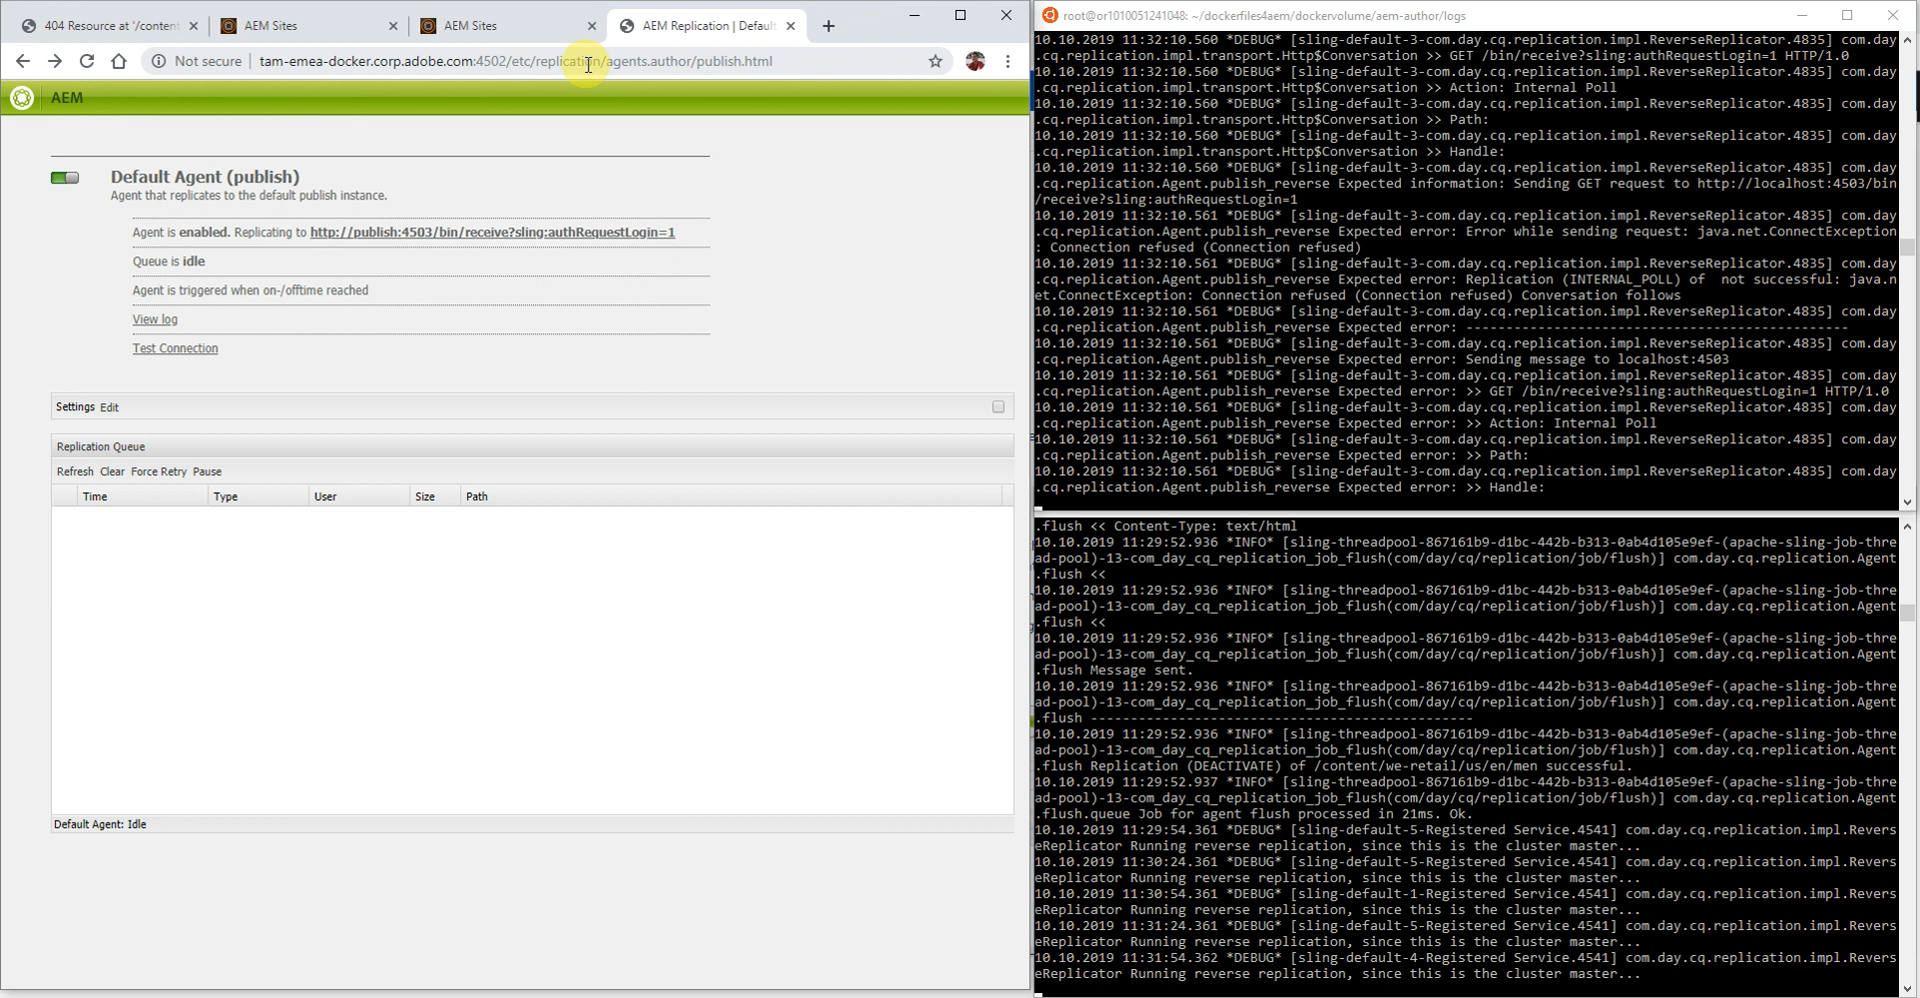 404 Resource at '/content
AEM Sites
AEM Sites
AEM Replication | Default
Not secure
tam-emea-docker.corp.adobe.com:4502/etc/replication/agents.author/publish.html
AEM
Default Agent (publish)
Agent that replicates to the default publish instance.
Agent is enabled. Replicating to http://publish:4503/bin/receive?sling:authRequestLogin=1
Queue is idle
Agent is triggered when on-/offtime reached
View log
Test Connection
Settings Edit
Replication Queue
Refresh Clear Force Retry Pause
Time Type User Size Path
Default Agent: Idle
root@or1010051241048: ~/dockerfiles4aem/dockervolume/aem-author/logs
10.10.2019 11:32:10.560 *DEBUG* [sling-default-3-com.day.cq.replication.impl.ReverseReplicator.4835] com.day
.cq.replication.impl.transport.Http$Conversation >> GET /bin/receive?sling:authRequestLogin=1 HTTP/1.0
10.10.2019 11:32:10.560 *DEBUG* [sling-default-3-com.day.cq.replication.impl.ReverseReplicator.4835] com.day
.cq.replication.impl.transport.Http$Conversation >> Action: Internal Poll
10.10.2019 11:32:10.560 *DEBUG* [sling-default-3-com.day.cq.replication.impl.ReverseReplicator.4835] com.day
.cq.replication.impl.transport.Http$Conversation >> Path:
10.10.2019 11:32:10.560 *DEBUG* [sling-default-3-com.day.cq.replication.impl.ReverseReplicator.4835] com.day
.cq.replication.impl.transport.Http$Conversation >> Handle:
10.10.2019 11:32:10.560 *DEBUG* [sling-default-3-com.day.cq.replication.impl.ReverseReplicator.4835] com.day
.cq.replication.Agent.publish_reverse Expected information: Sending GET request to http://localhost:4503/bin
/receive?sling:authRequestLogin=1
10.10.2019 11:32:10.561 *DEBUG* [sling-default-3-com.day.cq.replication.impl.ReverseReplicator.4835] com.day
.cq.replication.Agent.publish_reverse Expected error: Error while sending request: java.net.ConnectException
: Connection refused (Connection refused)
10.10.2019 11:32:10.561 *DEBUG* [sling-default-3-com.day.cq.replication.impl.ReverseReplicator.4835] com.day
.cq.replication.Agent.publish_reverse Expected error: Replication (INTERNAL_POLL) of  not successful: java.n
et.ConnectException: Connection refused (Connection refused) Conversation follows
10.10.2019 11:32:10.561 *DEBUG* [sling-default-3-com.day.cq.replication.impl.ReverseReplicator.4835] com.day
.cq.replication.Agent.publish_reverse Expected error: ------------------------------------------------
10.10.2019 11:32:10.561 *DEBUG* [sling-default-3-com.day.cq.replication.impl.ReverseReplicator.4835] com.day
.cq.replication.Agent.publish_reverse Expected error: Sending message to localhost:4503
10.10.2019 11:32:10.561 *DEBUG* [sling-default-3-com.day.cq.replication.impl.ReverseReplicator.4835] com.day
.cq.replication.Agent.publish_reverse Expected error: >> GET /bin/receive?sling:authRequestLogin=1 HTTP/1.0
10.10.2019 11:32:10.561 *DEBUG* [sling-default-3-com.day.cq.replication.impl.ReverseReplicator.4835] com.day
.cq.replication.Agent.publish_reverse Expected error: >> Action: Internal Poll
10.10.2019 11:32:10.561 *DEBUG* [sling-default-3-com.day.cq.replication.impl.ReverseReplicator.4835] com.day
.cq.replication.Agent.publish_reverse Expected error: >> Path:
10.10.2019 11:32:10.561 *DEBUG* [sling-default-3-com.day.cq.replication.impl.ReverseReplicator.4835] com.day
.cq.replication.Agent.publish_reverse Expected error: >> Handle:
.flush << Content-Type: text/html
10.10.2019 11:29:52.936 *INFO* [sling-threadpool-867161b9-d1bc-442b-b313-0ab4d105e9ef-(apache-sling-job-thre
ad-pool)-13-com_day_cq_replication_job_flush(com/day/cq/replication/job/flush)] com.day.cq.replication.Agent
.flush <<
10.10.2019 11:29:52.936 *INFO* [sling-threadpool-867161b9-d1bc-442b-b313-0ab4d105e9ef-(apache-sling-job-thre
ad-pool)-13-com_day_cq_replication_job_flush(com/day/cq/replication/job/flush)] com.day.cq.replication.Agent
.flush <<
10.10.2019 11:29:52.936 *INFO* [sling-threadpool-867161b9-d1bc-442b-b313-0ab4d105e9ef-(apache-sling-job-thre
ad-pool)-13-com_day_cq_replication_job_flush(com/day/cq/replication/job/flush)] com.day.cq.replication.Agent
.flush Message sent.
10.10.2019 11:29:52.936 *INFO* [sling-threadpool-867161b9-d1bc-442b-b313-0ab4d105e9ef-(apache-sling-job-thre
ad-pool)-13-com_day_cq_replication_job_flush(com/day/cq/replication/job/flush)] com.day.cq.replication.Agent
.flush ------------------------------------------------
10.10.2019 11:29:52.936 *INFO* [sling-threadpool-867161b9-d1bc-442b-b313-0ab4d105e9ef-(apache-sling-job-thre
ad-pool)-13-com_day_cq_replication_job_flush(com/day/cq/replication/job/flush)] com.day.cq.replication.Agent
.flush Replication (DEACTIVATE) of /content/we-retail/us/en/men successful.
10.10.2019 11:29:52.937 *INFO* [sling-threadpool-867161b9-d1bc-442b-b313-0ab4d105e9ef-(apache-sling-job-thre
ad-pool)-13-com_day_cq_replication_job_flush(com/day/cq/replication/job/flush)] com.day.cq.replication.Agent
.flush.queue Job for agent flush processed in 21ms. Ok.
10.10.2019 11:29:54.361 *DEBUG* [sling-default-5-Registered Service.4541] com.day.cq.replication.impl.Revers
eReplicator Running reverse replication, since this is the cluster master...
10.10.2019 11:30:24.361 *DEBUG* [sling-default-5-Registered Service.4541] com.day.cq.replication.impl.Revers
eReplicator Running reverse replication, since this is the cluster master...
10.10.2019 11:30:54.361 *DEBUG* [sling-default-1-Registered Service.4541] com.day.cq.replication.impl.Revers
eReplicator Running reverse replication, since this is the cluster master...
10.10.2019 11:31:24.361 *DEBUG* [sling-default-5-Registered Service.4541] com.day.cq.replication.impl.Revers
eReplicator Running reverse replication, since this is the cluster master...
10.10.2019 11:31:54.362 *DEBUG* [sling-default-4-Registered Service.4541] com.day.cq.replication.impl.Revers
eReplicator Running reverse replication, since this is the cluster master...